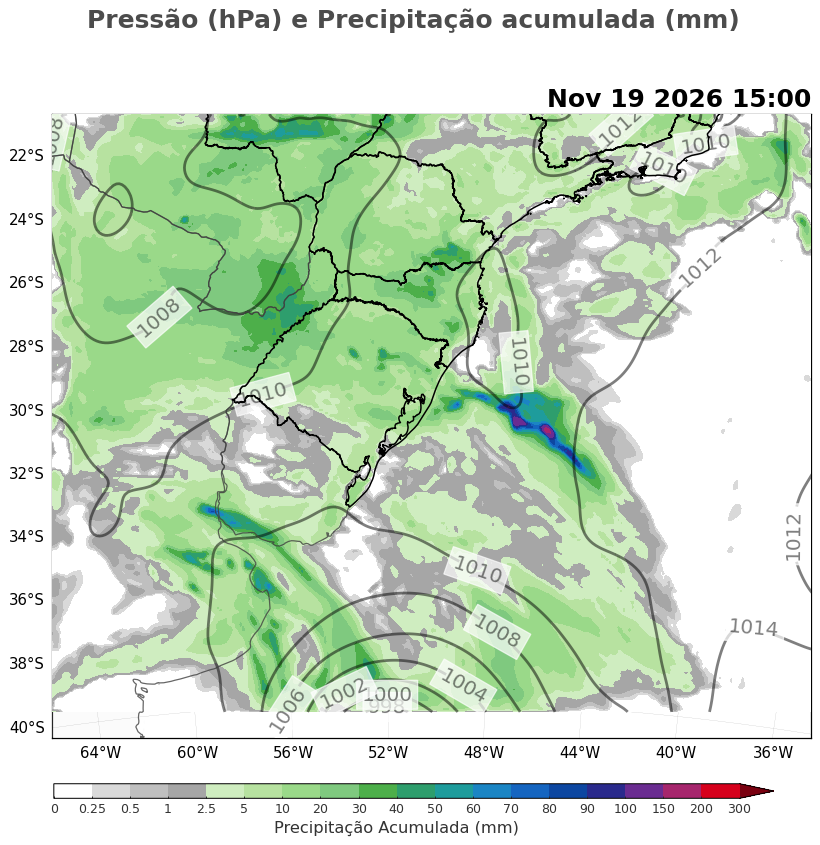 Pressão (hPa) e Precipitação acumulada (mm)
Nov 19 2026 15:00
1012
1010
1010
22°S
24°S
1012
26°S
1008
28°S
1010
1010
30°S
32°S
34°S
1012
1010
36°S
1008
1014
38°S
1006
1002
1000
998
1004
40°S
64°W 60°W 56°W 52°W 48°W 44°W 40°W 36°W
0 0.25 0.5 1 2.5 5 10 20 30 40 50 60 70 80 90 100 150 200 300
Precipitação Acumulada (mm)